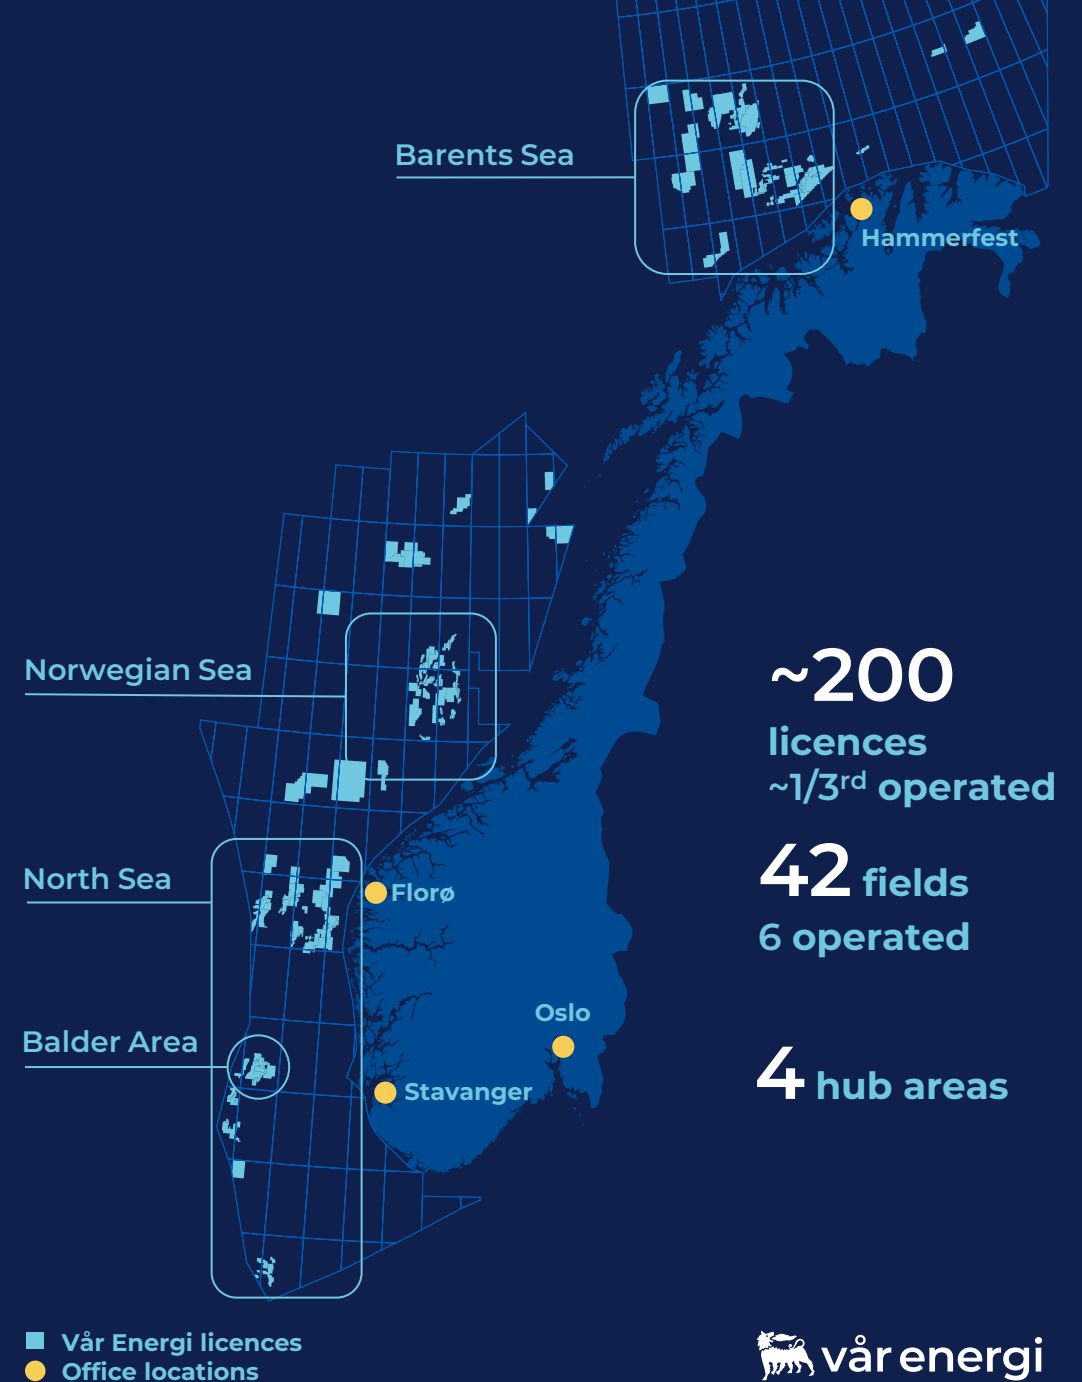 Barents Sea
Hammerfest
Norwegian Sea
~200
licences
~1/3rd operated
42 fields
6 operated
North Sea
Florø
Balder Area
Oslo
4 hub areas
Stavanger
Vår Energi licences
Office locations
vår energi